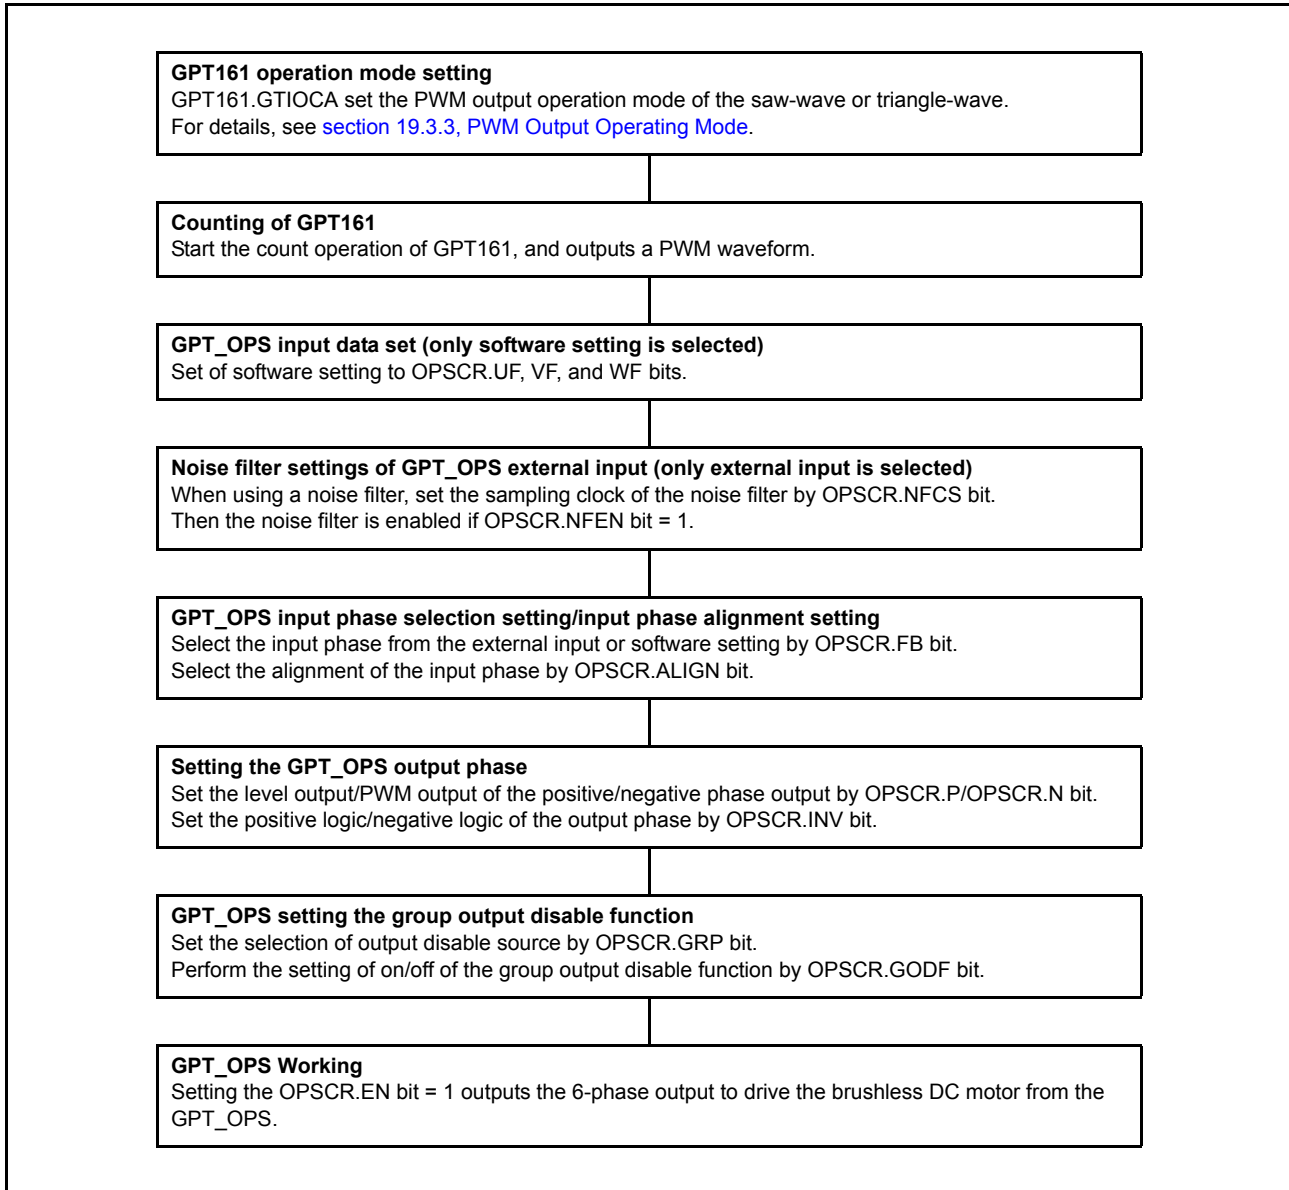 GPT161 operation mode setting
GPT161.GTIOCA set the PWM output operation mode of the saw-wave or triangle-wave.
For details, see section 19.3.3, PWM Output Operating Mode.
Counting of GPT161
Start the count operation of GPT161, and outputs a PWM waveform.
GPT_OPS input data set (only software setting is selected)
Set of software setting to OPSCR.UF, VF, and WF bits.
Noise filter settings of GPT_OPS external input (only external input is selected)
When using a noise filter, set the sampling clock of the noise filter by OPSCR.NFCS bit.
Then the noise filter is enabled if OPSCR.NFEN bit = 1.
GPT_OPS input phase selection setting/input phase alignment setting
Select the input phase from the external input or software setting by OPSCR.FB bit.
Select the alignment of the input phase by OPSCR.ALIGN bit.
Setting the GPT_OPS output phase
Set the level output/PWM output of the positive/negative phase output by OPSCR.P/OPSCR.N bit.
Set the positive logic/negative logic of the output phase by OPSCR.INV bit.
GPT_OPS setting the group output disable function
Set the selection of output disable source by OPSCR.GRP bit.
Perform the setting of on/off of the group output disable function by OPSCR.GODF bit.
GPT_OPS Working
Setting the OPSCR.EN bit = 1 outputs the 6-phase output to drive the brushless DC motor from the
GPT_OPS.